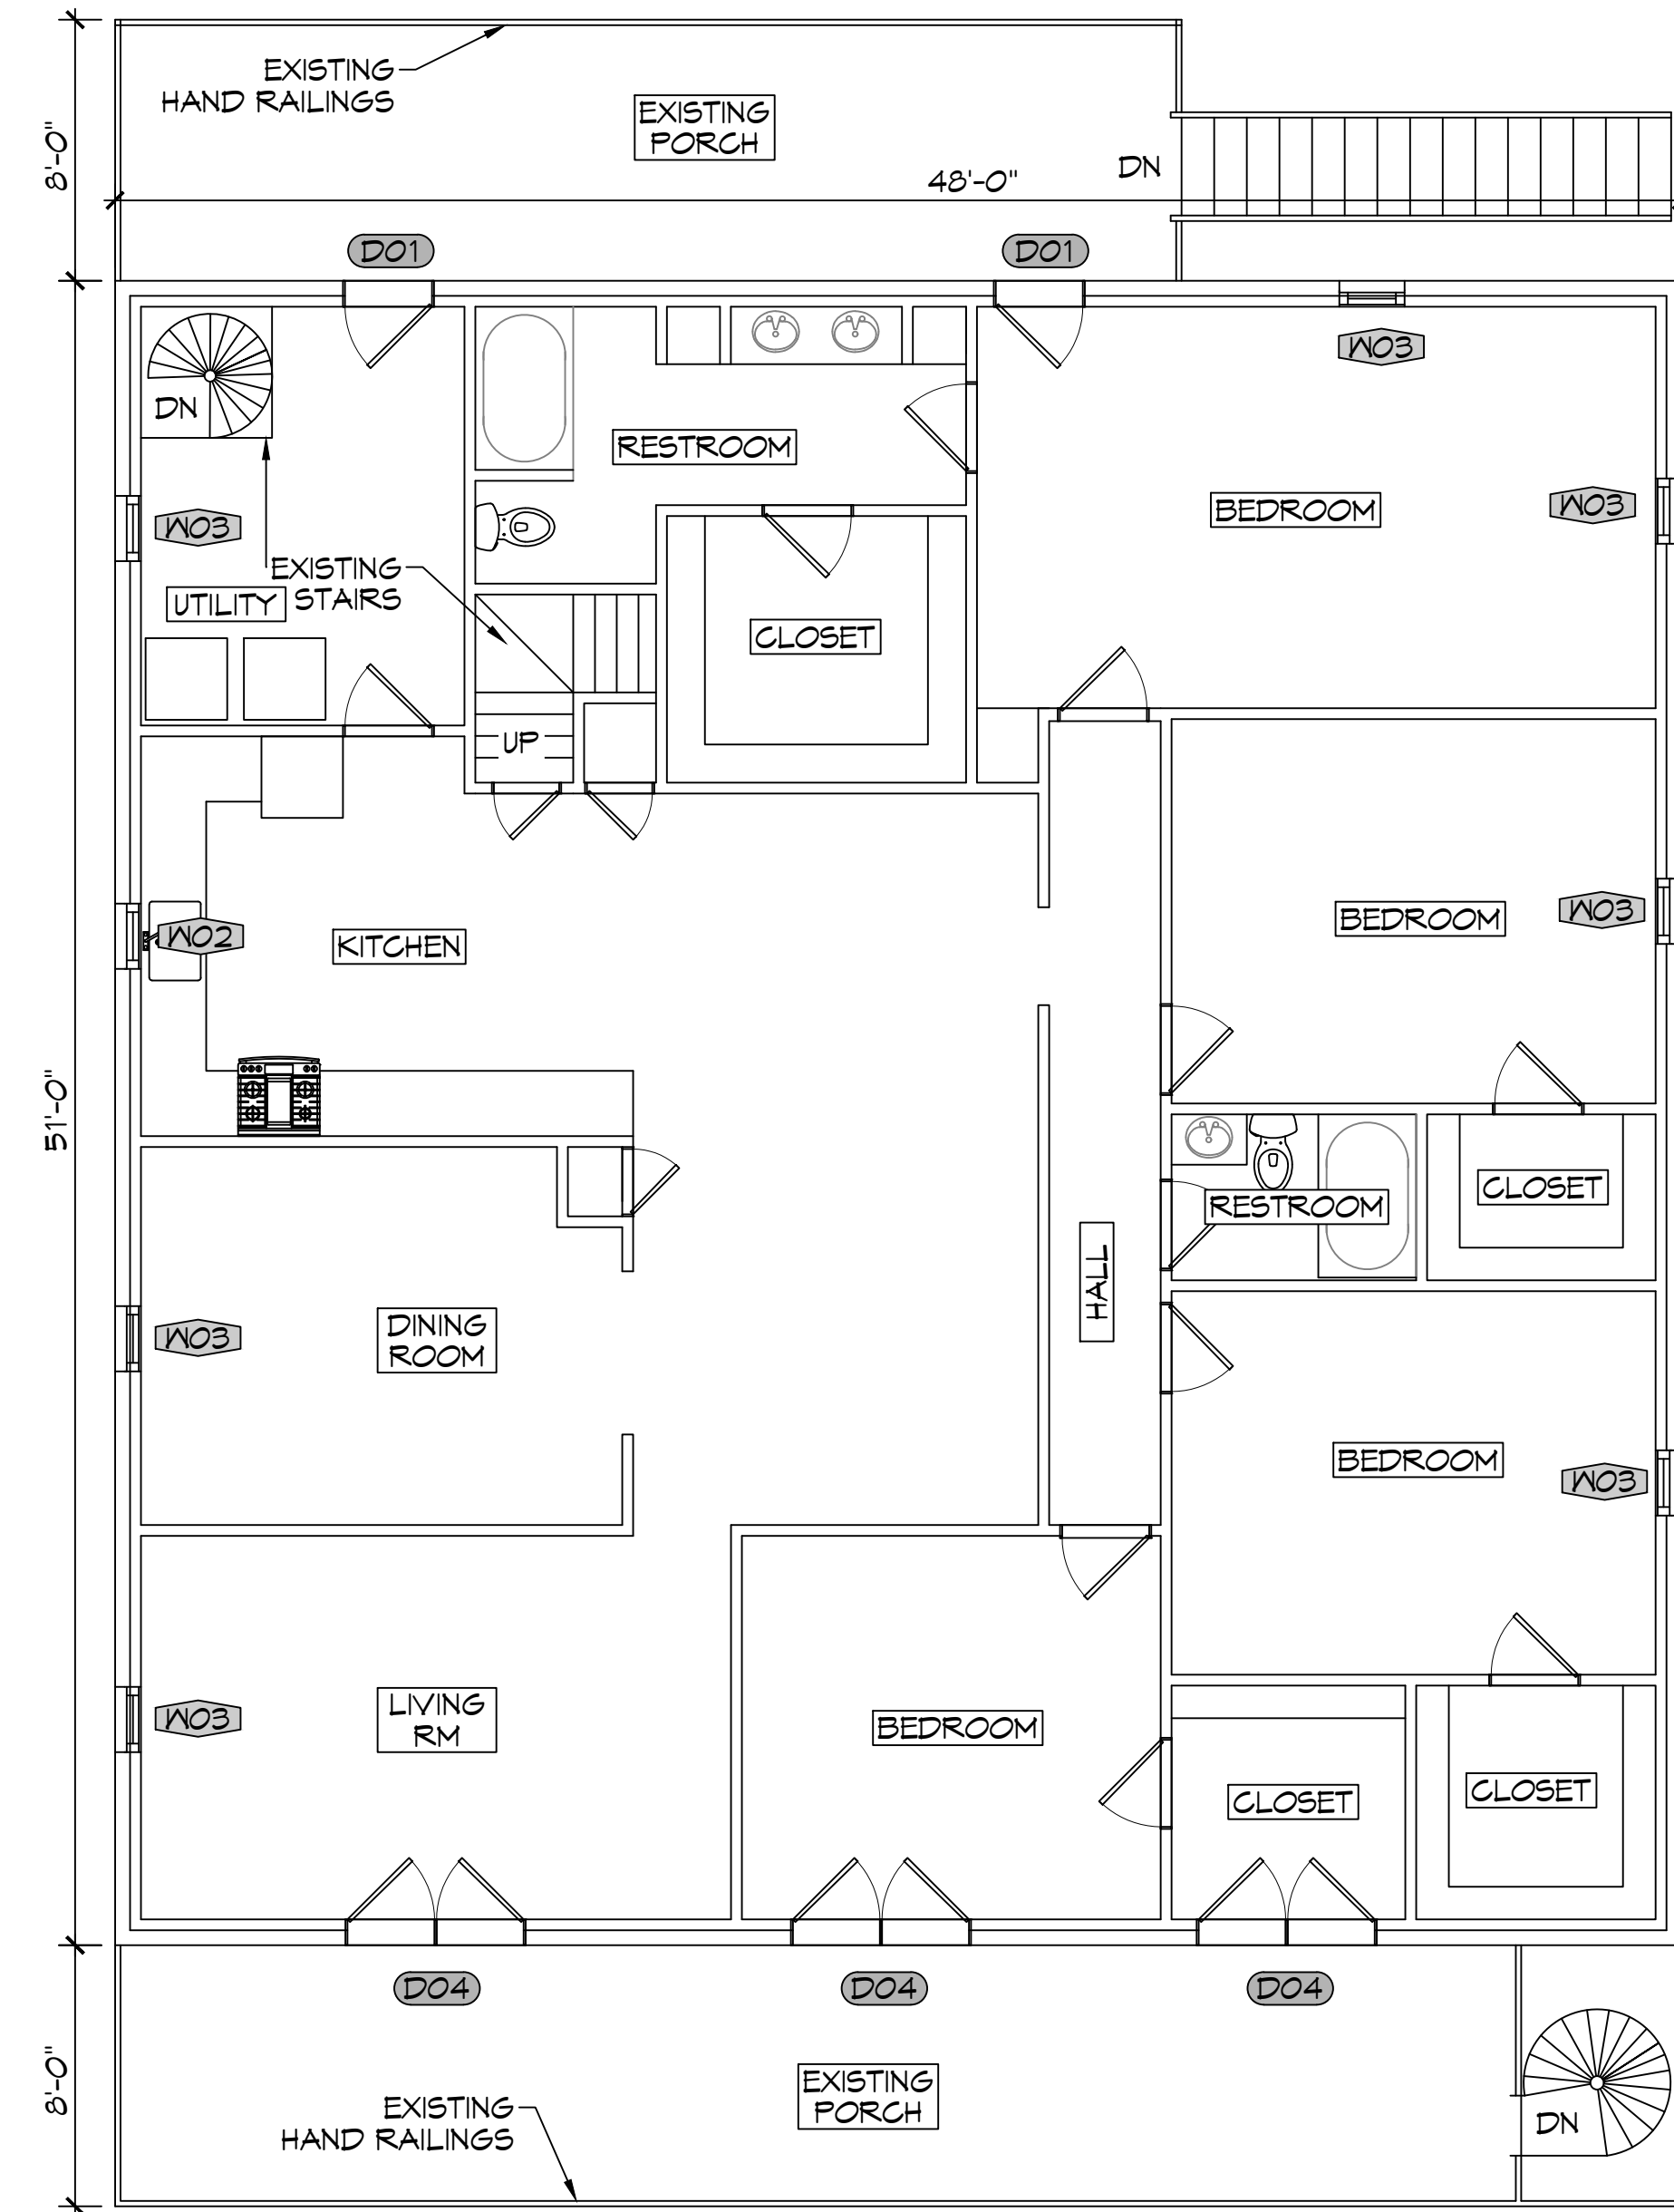 EXISTING
HAND RAILINGS
EXISTING
PORCH
8'-0"
DN
48'-0"
D01
D01
W03
DN
RESTROOM
BEDROOM
W03
W03
EXISTING
STAIRS
UTILITY
CLOSET
UP
BEDROOM
W03
W02
KITCHEN
51'-0"
CLOSET
RESTROOM
HALL
W03
DINING
ROOM
BEDROOM
W03
W03
LIVING
RM
BEDROOM
CLOSET
CLOSET
D04
D04
D04
8'-0"
EXISTING
PORCH
EXISTING
HAND RAILINGS
DN